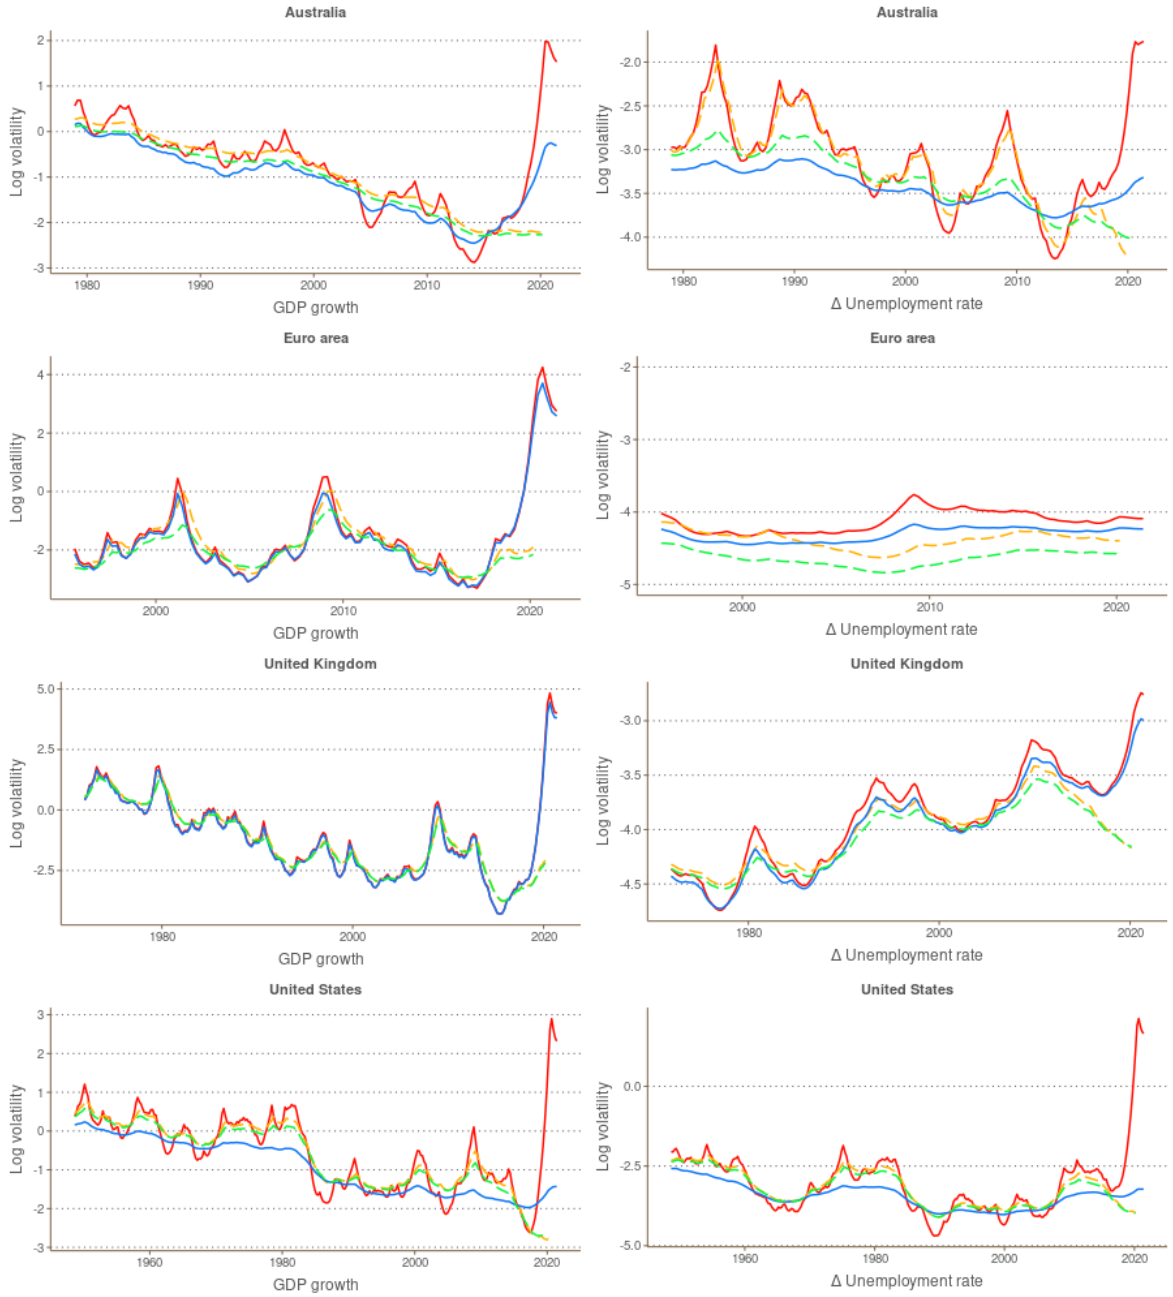 Australia
Log volatility
2
1
0
-1
-2
-3
1980 1990 2000 2010 2020
GDP growth
Australia
Log volatility
-2.0
-2.5
-3.0
-3.5
-4.0
1980 1990 2000 2010 2020
Δ Unemployment rate
Euro area
Log volatility
4
2
0
-2
2000 2010 2020
GDP growth
Euro area
Log volatility
-2
-3
-4
-5
2000 2010 2020
Δ Unemployment rate
United Kingdom
Log volatility
5.0
2.5
0.0
-2.5
1980 2000 2020
GDP growth
United Kingdom
Log volatility
-3.0
-3.5
-4.0
-4.5
1980 2000 2020
Δ Unemployment rate
United States
Log volatility
3
2
1
0
-1
-2
-3
1960 1980 2000 2020
GDP growth
United States
Log volatility
0.0
-2.5
-5.0
1960 1980 2000 2020
Δ Unemployment rate